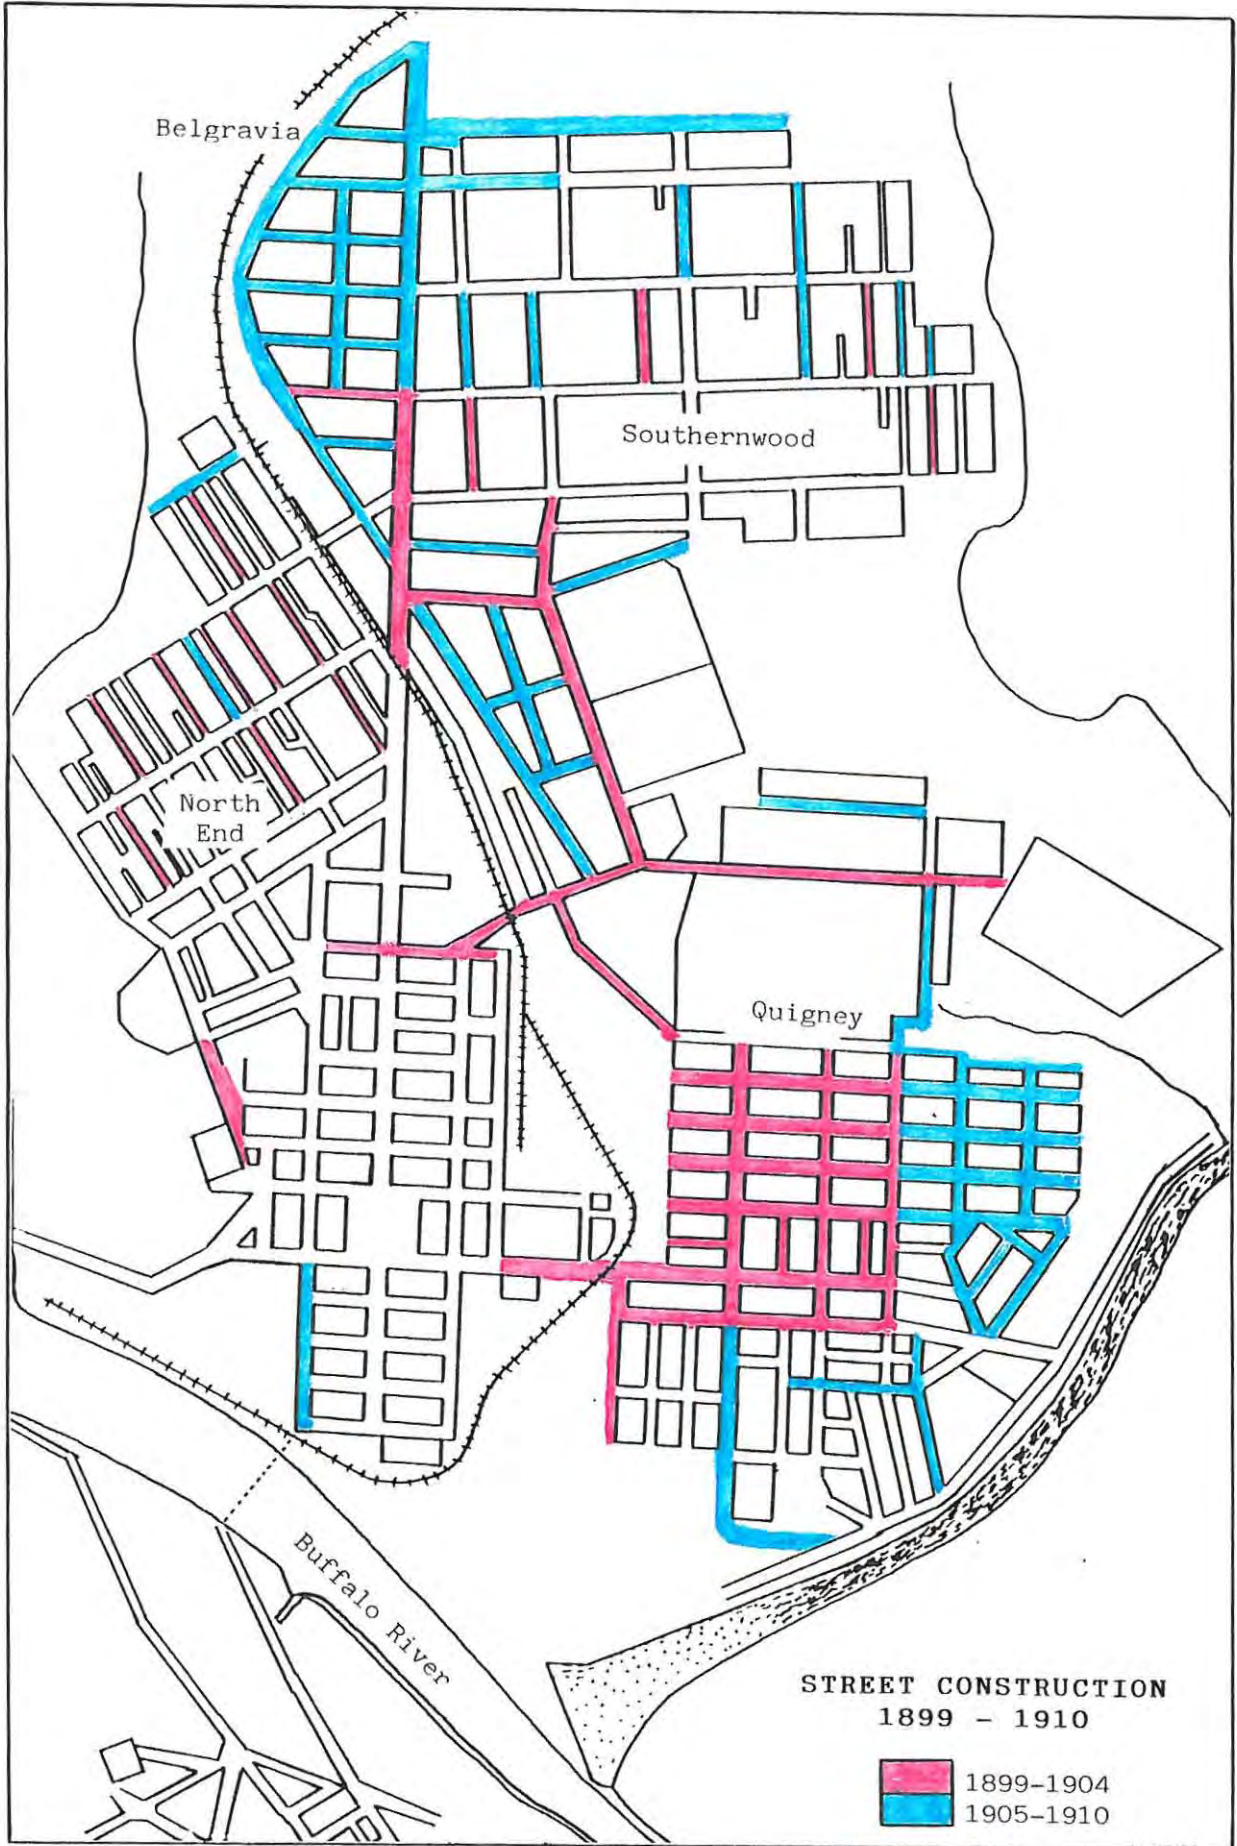 Belgravia
Southernwood
North
End
Quigney
Buffalo River
STREET CONSTRUCTION
1899 - 1910
1899-1904
1905-1910